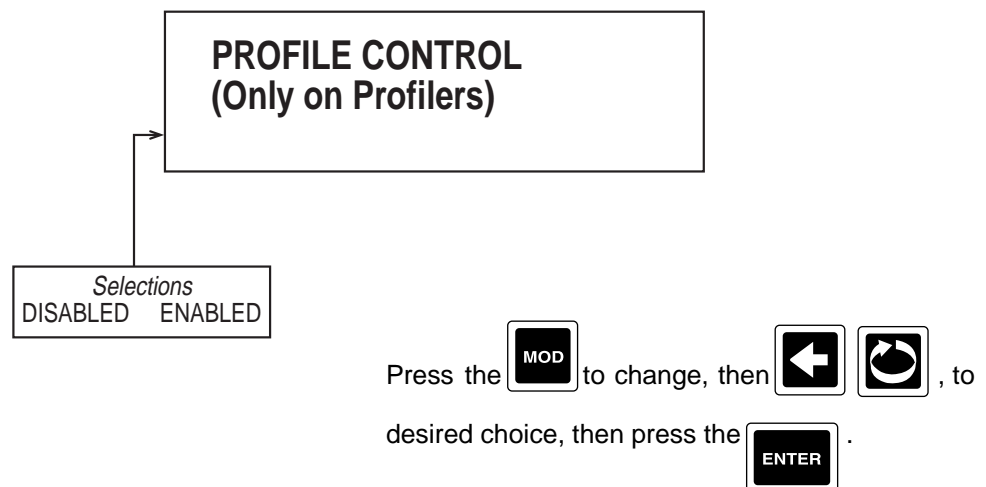 PROFILE CONTROL
(Only on Profilers)
Selections
DISABLED ENABLED
Press the MOD to change, then , to
desired choice, then press the ENTER .